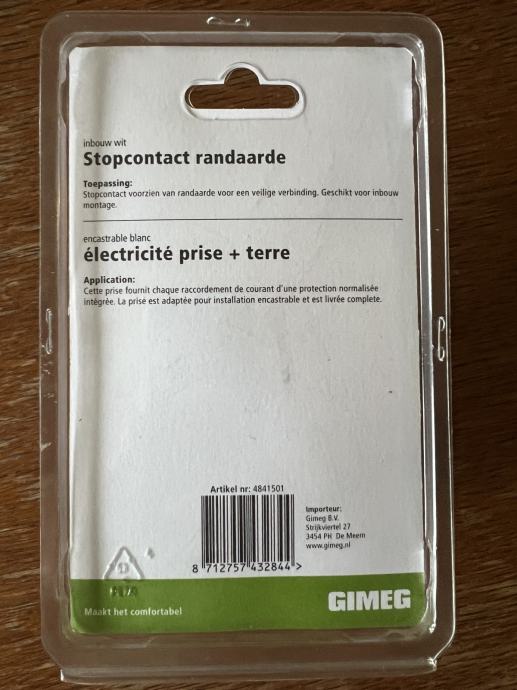 inbouw wit
Stopcontact randaarde
Toepassing:
Stopcontact voorzien van randaarde voor een veilige verbinding. Geschikt voor inbouw
montage.
encastrable blanc
électricité prise + terre
Application:
Cette prise fournit chaque raccordement de courant d'une protection normalisée
intégrée. La prise est adaptée pour installation encastrable et est livrée complete.
Artikel nr: 4841501
Importeur:
Gimeg B.V.
Strijkviertel 27
3454 PH De Meern
www.gimeg.nl
8 712757 432844 >
Maakt het comfortabel
GIMEG